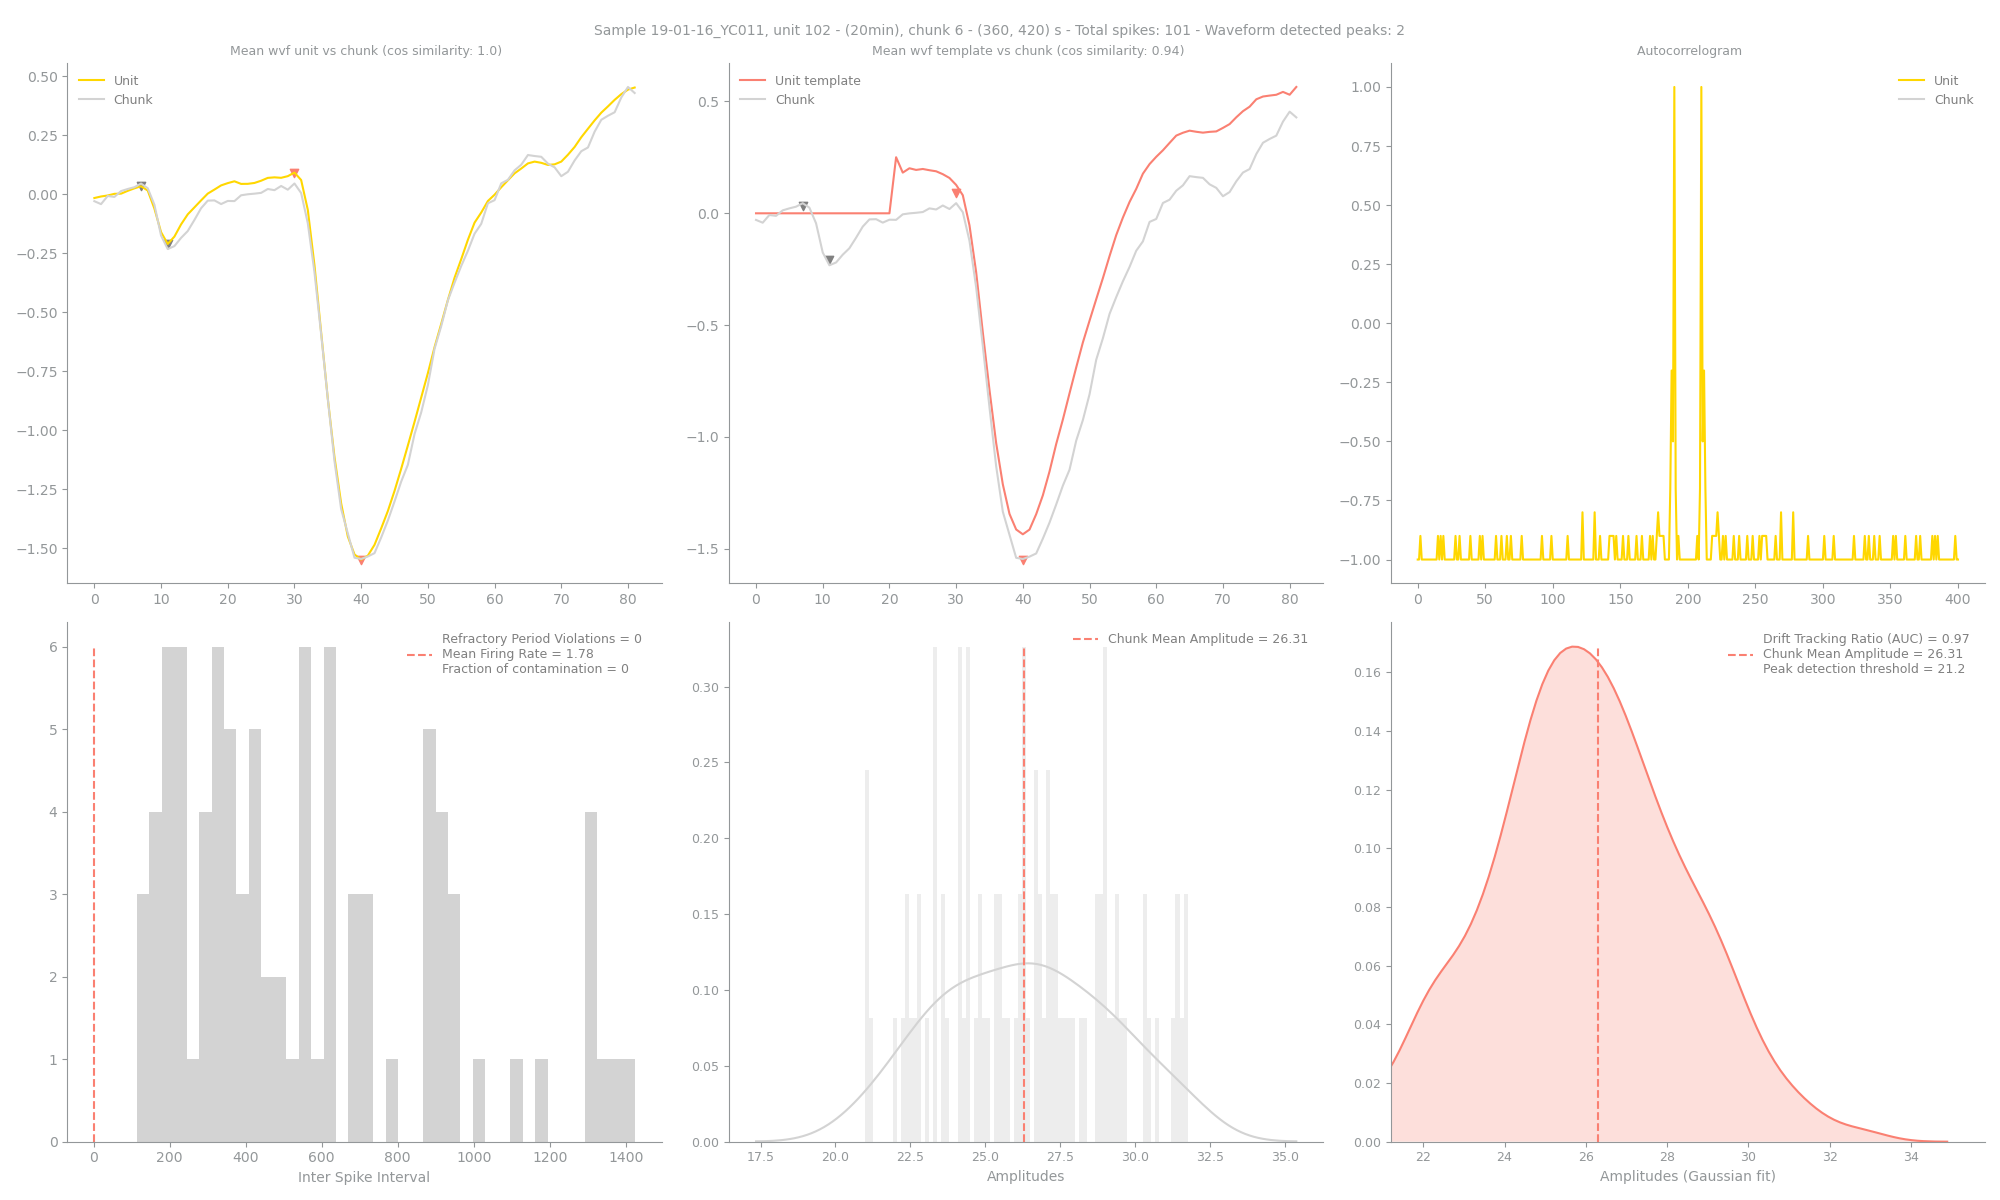 Sample 19-01-16_YC011, unit 102 - (20min), chunk 6 - (360, 420) s - Total spikes: 101 - Waveform detected peaks: 2
Mean wvf unit vs chunk (cos similarity: 1.0)
Unit
Chunk
0.50
0.25
0.00
−0.25
−0.50
−0.75
−1.00
−1.25
−1.50
0 10 20 30 40 50 60 70 80
Mean wvf template vs chunk (cos similarity: 0.94)
Unit template
Chunk
0.5
0.0
−0.5
−1.0
−1.5
0 10 20 30 40 50 60 70 80
Autocorrelogram
Unit
Chunk
1.00
0.75
0.50
0.25
0.00
−0.25
−0.50
−0.75
−1.00
0 50 100 150 200 250 300 350 400
Refractory Period Violations = 0
Mean Firing Rate = 1.78
Fraction of contamination = 0
6
5
4
3
2
1
0
0 200 400 600 800 1000 1200 1400
Inter Spike Interval
Chunk Mean Amplitude = 26.31
0.30
0.25
0.20
0.15
0.10
0.05
0.00
17.5 20.0 22.5 25.0 27.5 30.0 32.5 35.0
Amplitudes
Drift Tracking Ratio (AUC) = 0.97
Chunk Mean Amplitude = 26.31
Peak detection threshold = 21.2
0.16
0.14
0.12
0.10
0.08
0.06
0.04
0.02
0.00
22 24 26 28 30 32 34
Amplitudes (Gaussian fit)